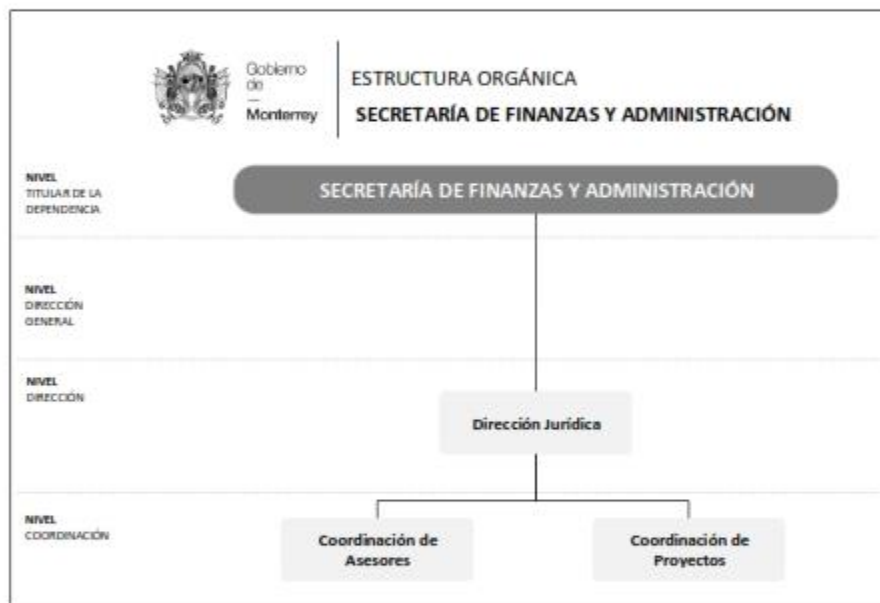 Gobierno
de
—
Monterrey
ESTRUCTURA ORGÁNICA
SECRETARÍA DE FINANZAS Y ADMINISTRACIÓN
NIVEL
TITULAR DE LA
DEPENDENCIA
SECRETARÍA DE FINANZAS Y ADMINISTRACIÓN
NIVEL
DIRECCIÓN
GENERAL
NIVEL
DIRECCIÓN
Dirección Jurídica
NIVEL
COORDINACIÓN
Coordinación de
Asesores
Coordinación de
Proyectos